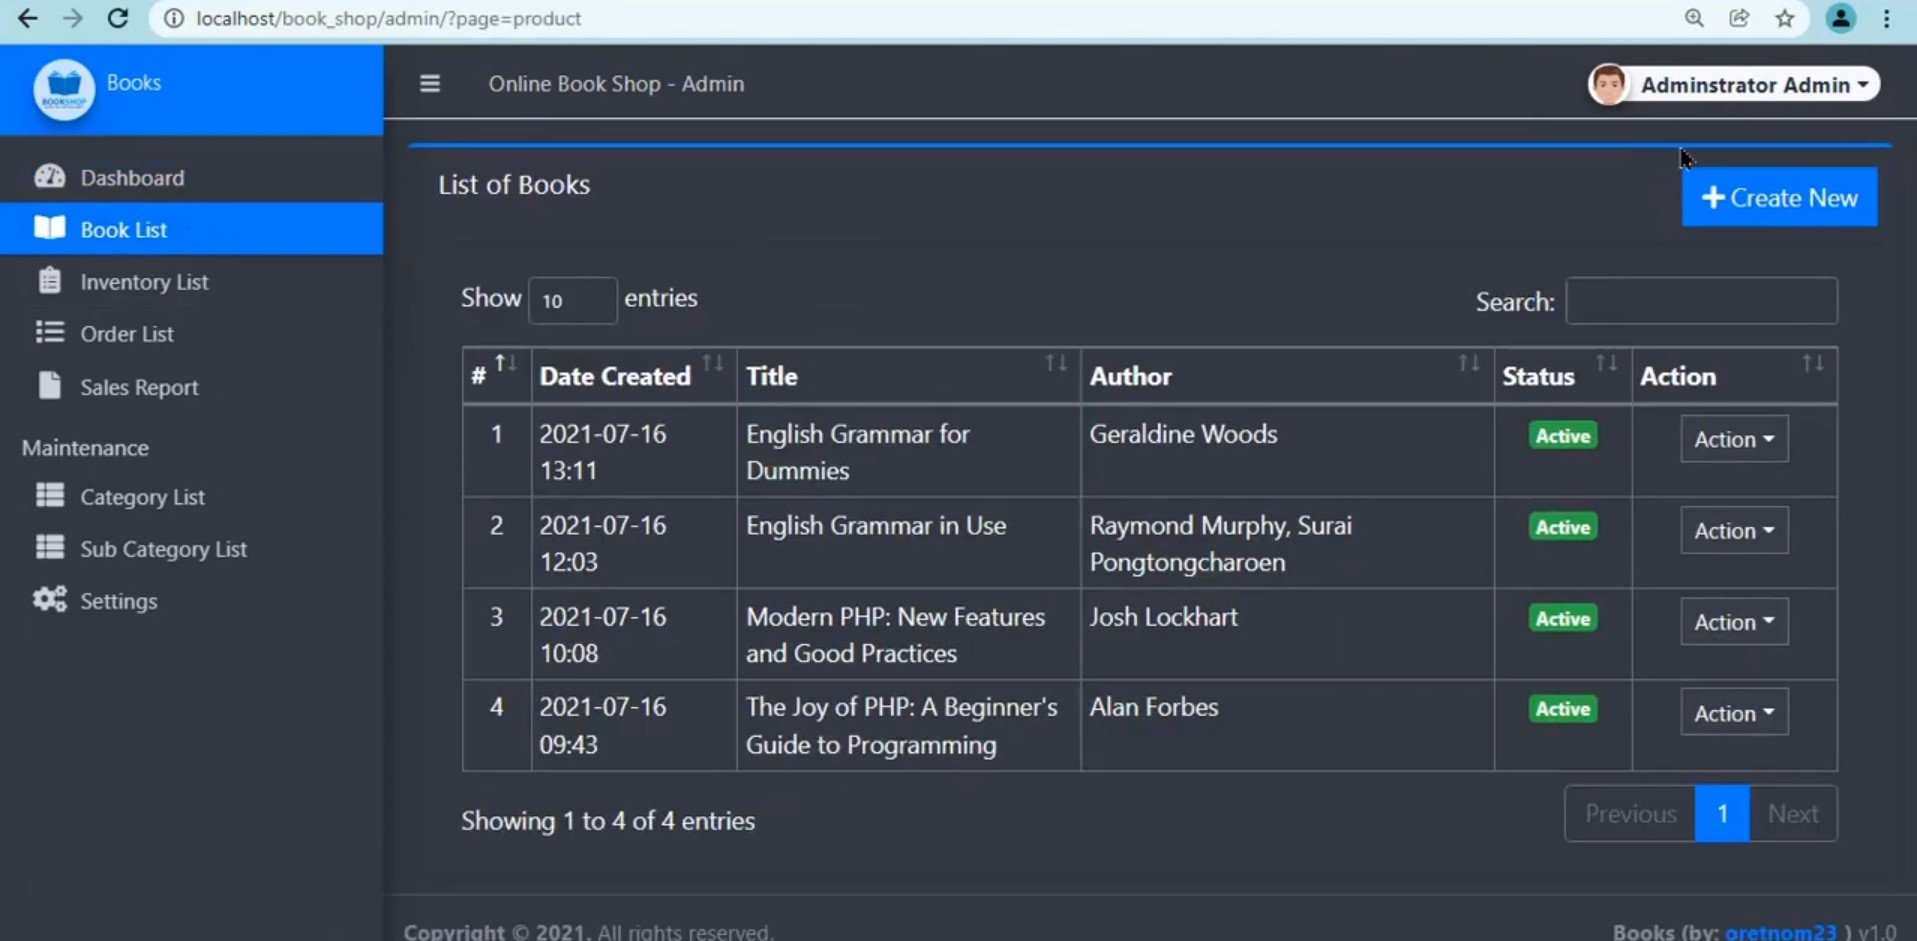 localhost/book_shop/admin/?page=product
BOOKSHOP
Books
Online Book Shop - Admin
Adminstrator Admin
Dashboard
Book List
Inventory List
Order List
Sales Report
Maintenance
Category List
Sub Category List
Settings
List of Books
Create New
Show 10 entries
Search:
# Date Created Title Author Status Action
1 2021-07-16 English Grammar for Geraldine Woods Active Action
13:11 Dummies
2 2021-07-16 English Grammar in Use Raymond Murphy, Surai Active Action
12:03 Pongtongcharoen
3 2021-07-16 Modern PHP: New Features Josh Lockhart Active Action
10:08 and Good Practices
4 2021-07-16 The Joy of PHP: A Beginner's Alan Forbes Active Action
09:43 Guide to Programming
Showing 1 to 4 of 4 entries
Previous 1 Next
Copyright © 2021. All rights reserved.
Books (by: oretnom23 ) v1.0